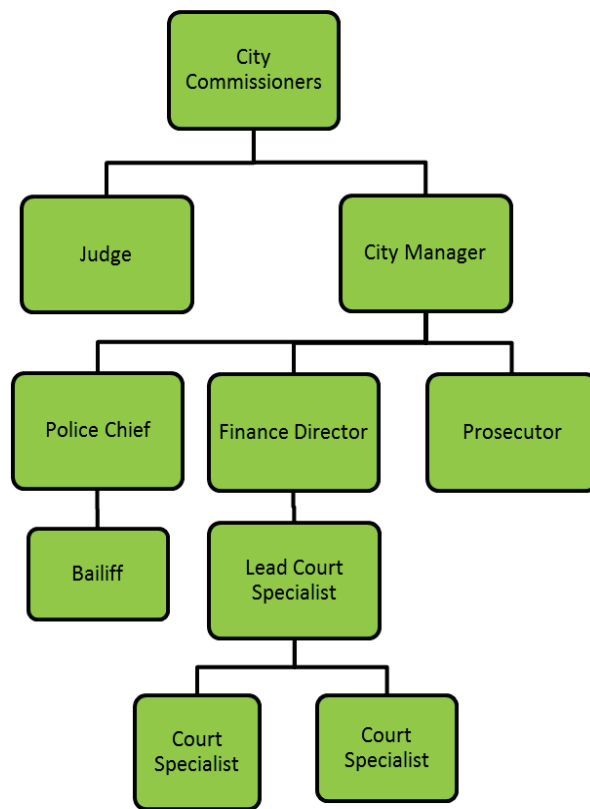 City
Commissioners
Judge
City Manager
Police Chief
Finance Director
Prosecutor
Bailiff
Lead Court
Specialist
Court
Specialist
Court
Specialist